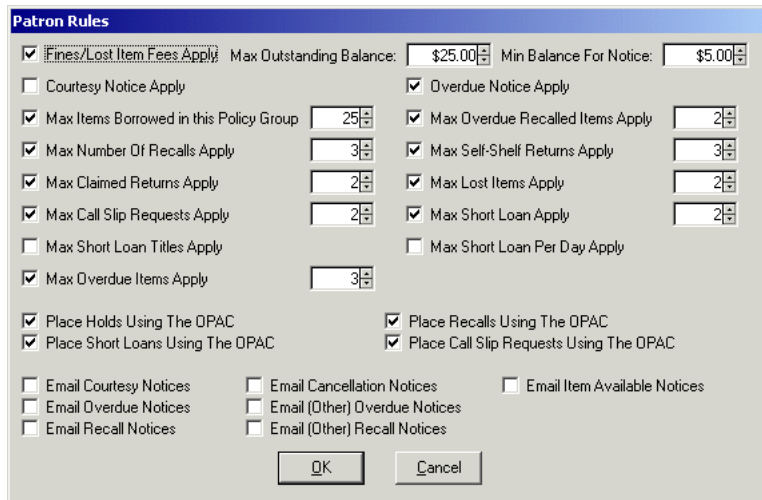 Patron Rules
Fines/Lost Item Fees Apply Max Outstanding Balance: $25.00 Min Balance For Notice: $5.00
Courtesy Notice Apply Overdue Notice Apply
Max Items Borrowed in this Policy Group 25 Max Overdue Recalled Items Apply 2
Max Number Of Recalls Apply 3 Max Self-Shelf Returns Apply 3
Max Claimed Returns Apply 2 Max Lost Items Apply 2
Max Call Slip Requests Apply 2 Max Short Loan Apply 2
Max Short Loan Titles Apply Max Short Loan Per Day Apply
Max Overdue Items Apply 3
Place Holds Using The OPAC Place Recalls Using The OPAC
Place Short Loans Using The OPAC Place Call Slip Requests Using The OPAC
Email Courtesy Notices Email Cancellation Notices Email Item Available Notices
Email Overdue Notices Email (Other) Overdue Notices
Email Recall Notices Email (Other) Recall Notices
OK Cancel